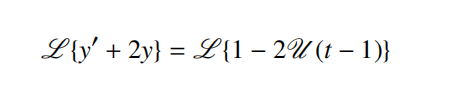 ℒ{y′ + 2y} = ℒ{1 − 2𝒰(t − 1)}